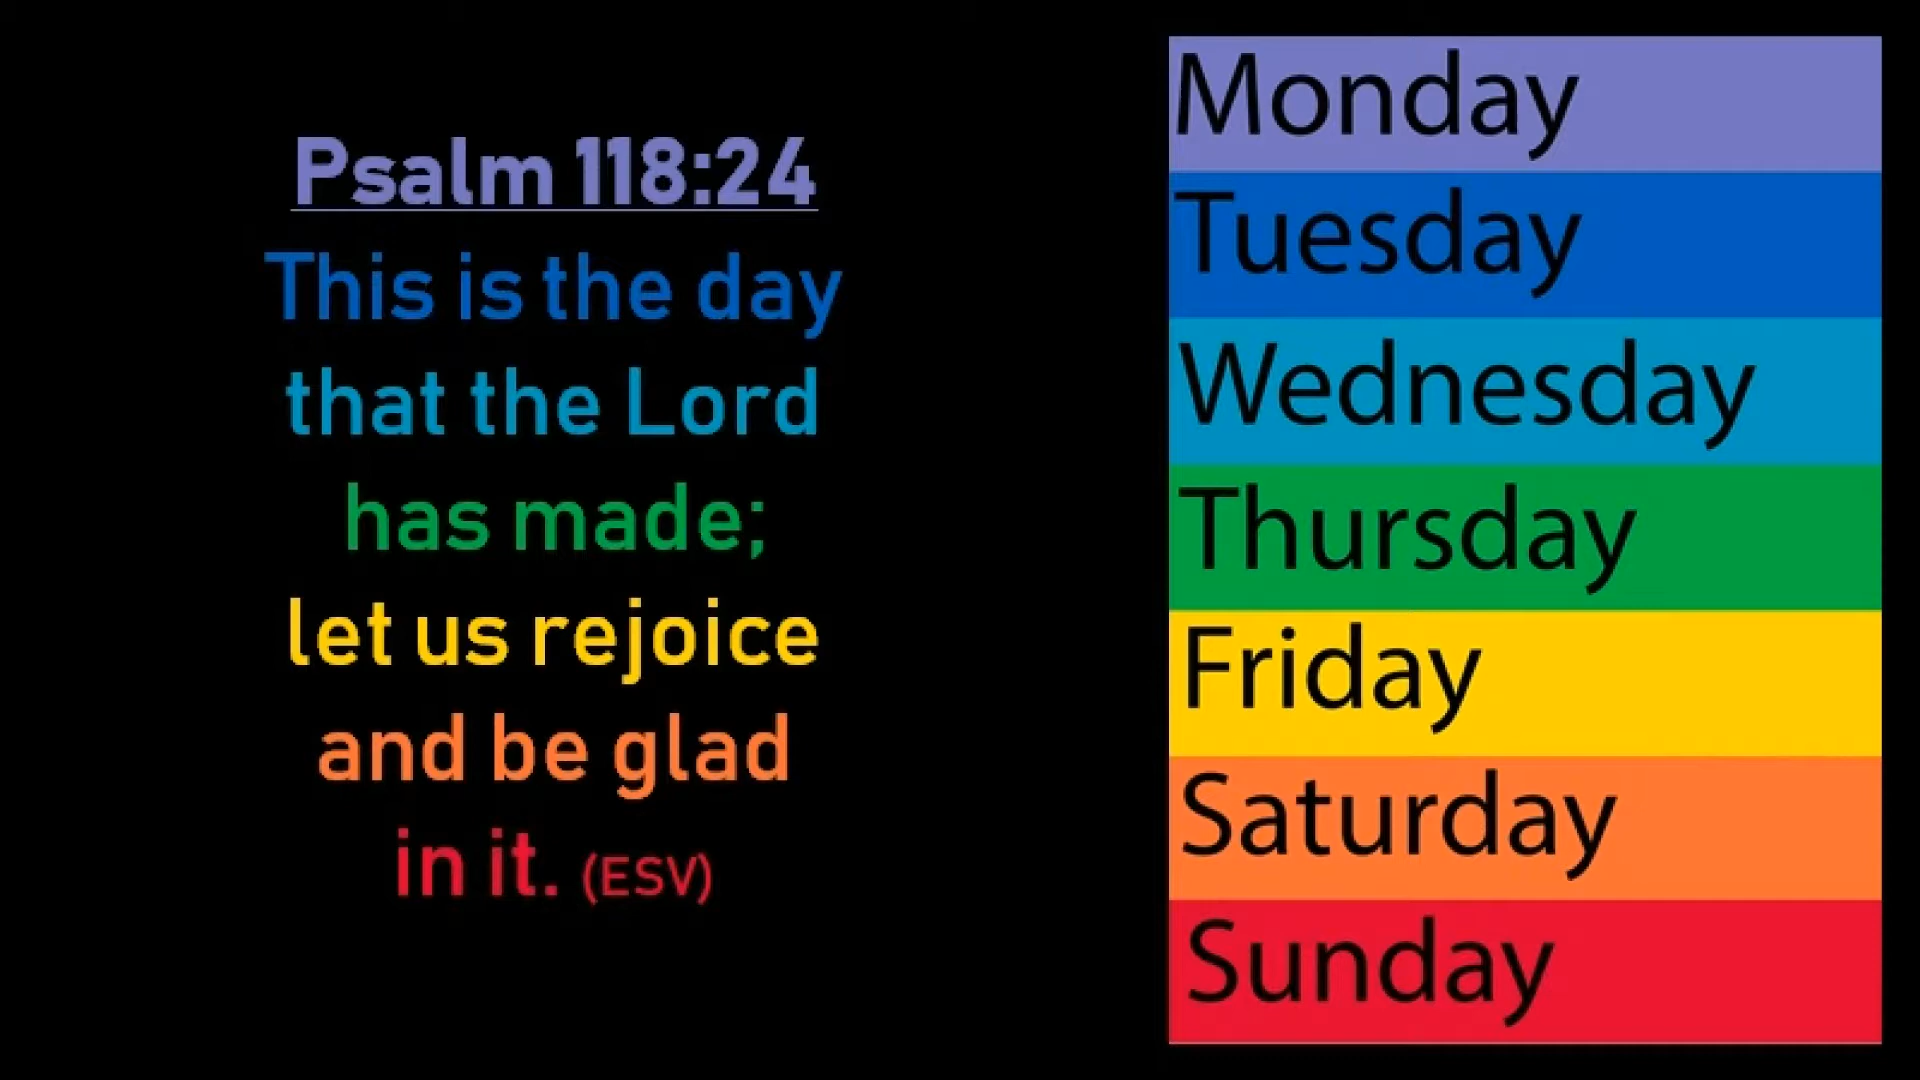 Psalm 118:24
This is the day
that the Lord
has made;
let us rejoice
and be glad
in it. (ESV)
Monday
Tuesday
Wednesday
Thursday
Friday
Saturday
Sunday